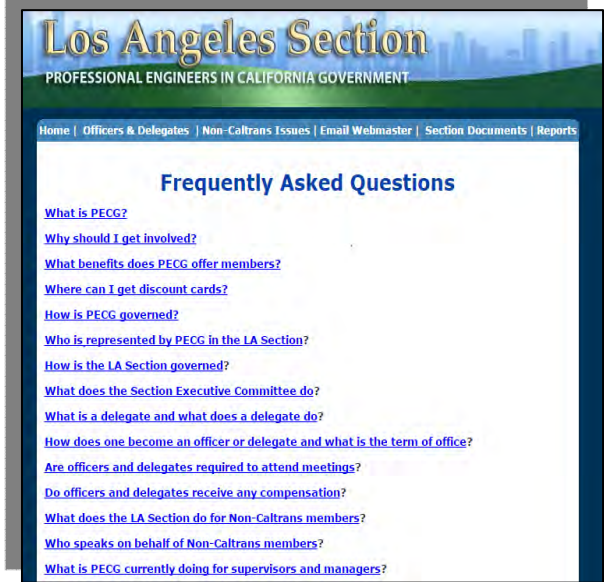 Los Angeles Section
PROFESSIONAL ENGINEERS IN CALIFORNIA GOVERNMENT
Home | Officers & Delegates | Non-Caltrans Issues | Email Webmaster | Section Documents | Reports
Frequently Asked Questions
What is PECG?
Why should I get involved?
What benefits does PECG offer members?
Where can I get discount cards?
How is PECG governed?
Who is represented by PECG in the LA Section?
How is the LA Section governed?
What does the Section Executive Committee do?
What is a delegate and what does a delegate do?
How does one become an officer or delegate and what is the term of office?
Are officers and delegates required to attend meetings?
Do officers and delegates receive any compensation?
What does the LA Section do for Non-Caltrans members?
Who speaks on behalf of Non-Caltrans members?
What is PECG currently doing for supervisors and managers?